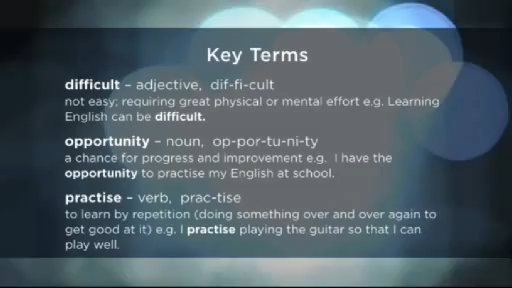 Key Terms
difficult – adjective, dif-fi-cult
not easy; requiring great physical or mental effort e.g. Learning
English can be difficult.
opportunity – noun, op-por-tu-ni-ty
a chance for progress and improvement e.g. I have the
opportunity to practise my English at school.
practise – verb, prac-tise
to learn by repetition (doing something over and over again to
get good at it) e.g. I practise playing the guitar so that I can
play well.